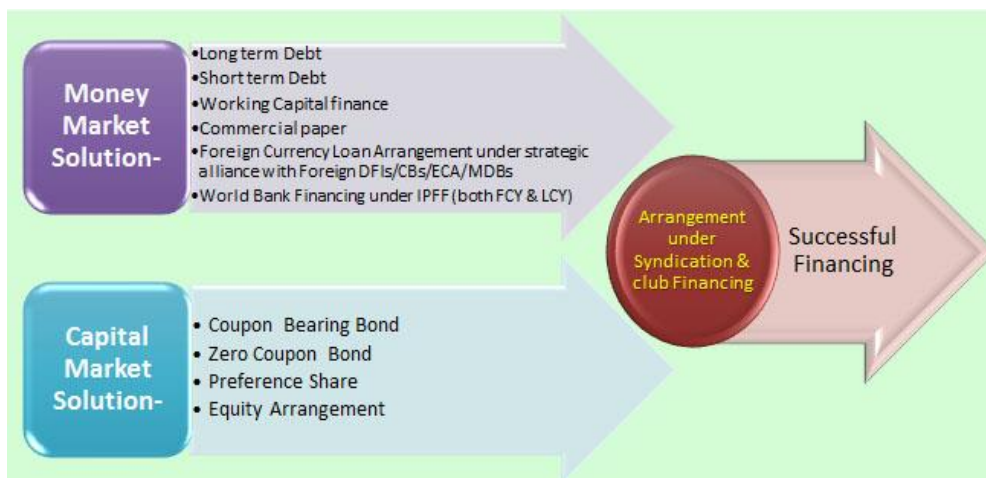 Money
Market
Solution-
•Long term Debt
•Short term Debt
•Working Capital finance
•Commercial paper
•Foreign Currency Loan Arrangement under strategic
alliance with Foreign DFIs/CBs/ECA/MDBs
•World Bank Financing under IPFF (both FCY & LCY)
Capital
Market
Solution-
• Coupon Bearing Bond
• Zero Coupon Bond
• Preference Share
• Equity Arrangement
Arrangement
under
Syndication &
club Financing
Successful
Financing